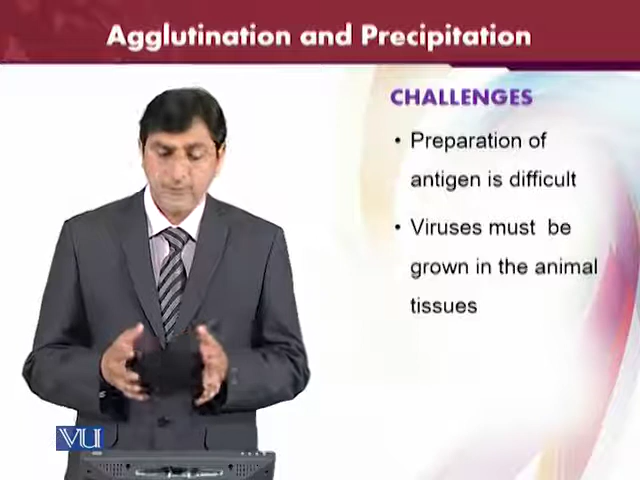 Agglutination and Precipitation
CHALLENGES
• Preparation of
antigen is difficult
• Viruses must be
grown in the animal
tissues
VU